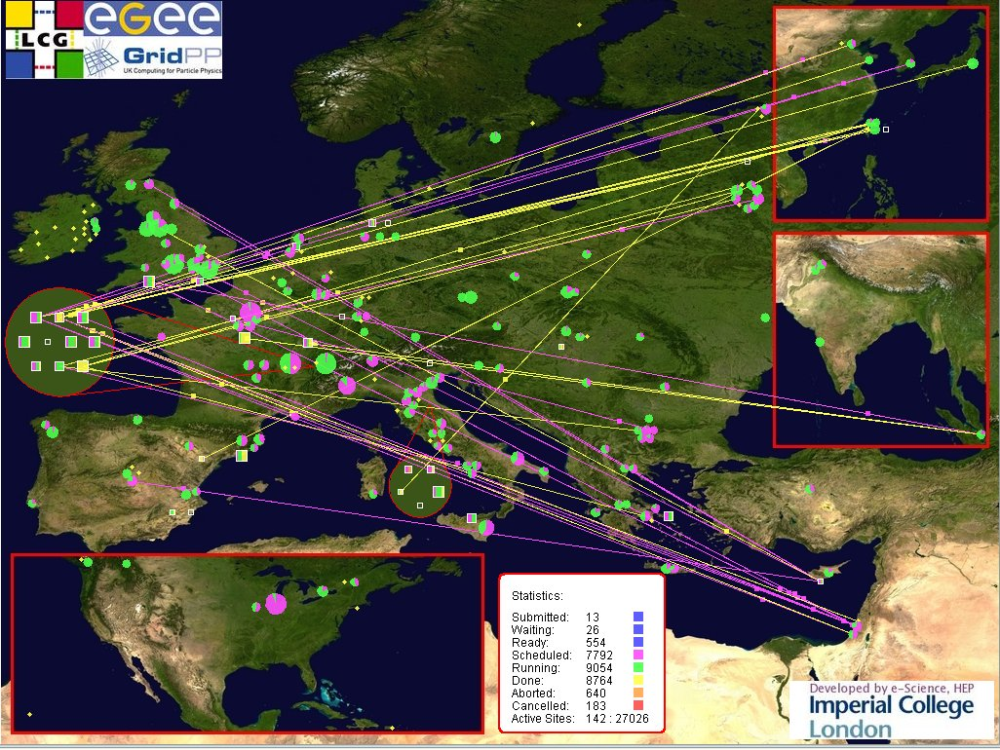 LCG
eGee
GridPP
UK Computing for Particle Physics
Statistics:
Submitted: 13
Waiting: 26
Ready: 554
Scheduled: 7792
Running: 9054
Done: 8764
Aborted: 640
Cancelled: 183
Active Sites: 142 : 27026
Developed by e-Science, HEP
Imperial College
London